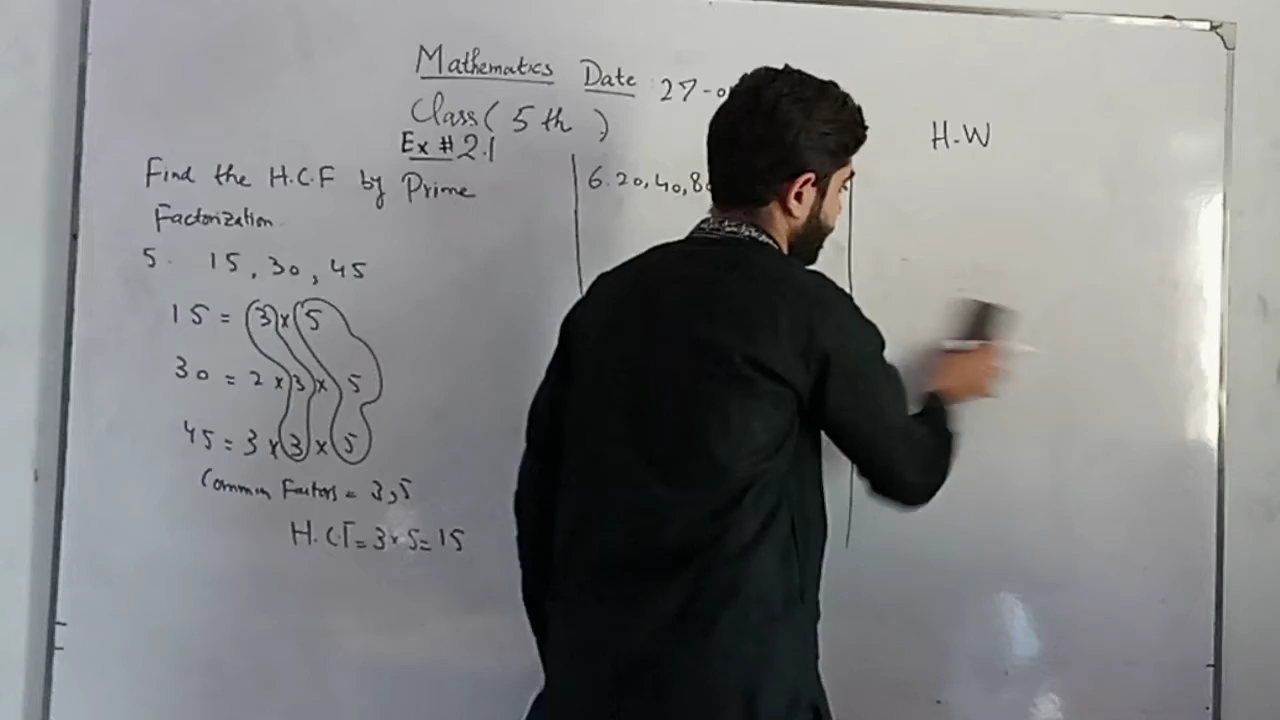 Mathematics Date: 27-0
Class (5th)
Ex # 2.1
Find the H.C.F by Prime
Factorization.
5. 15, 30, 45
15 = 3 x 5
30 = 2 x 3 x 5
45 = 3 x 3 x 5
Common Factors = 3,5
H.C.F = 3 x 5 = 15
6. 20, 40, 8
H.W